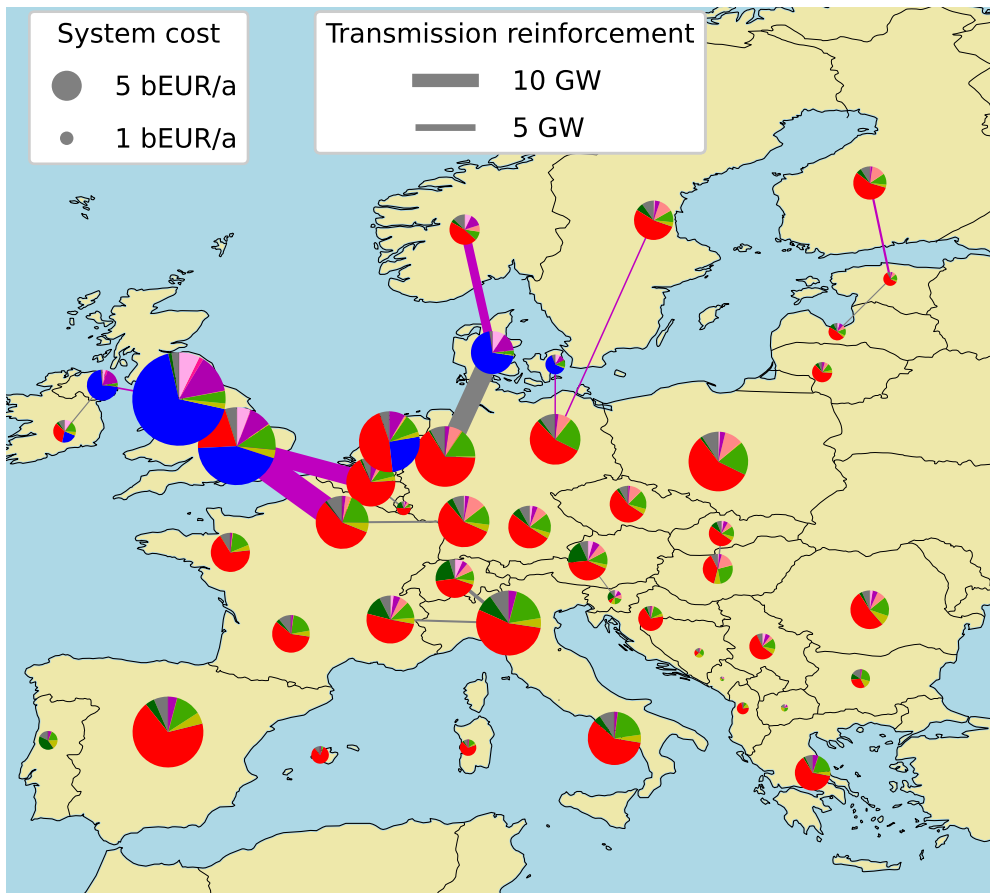 System cost
5 bEUR/a
1 bEUR/a
Transmission reinforcement
10 GW
5 GW